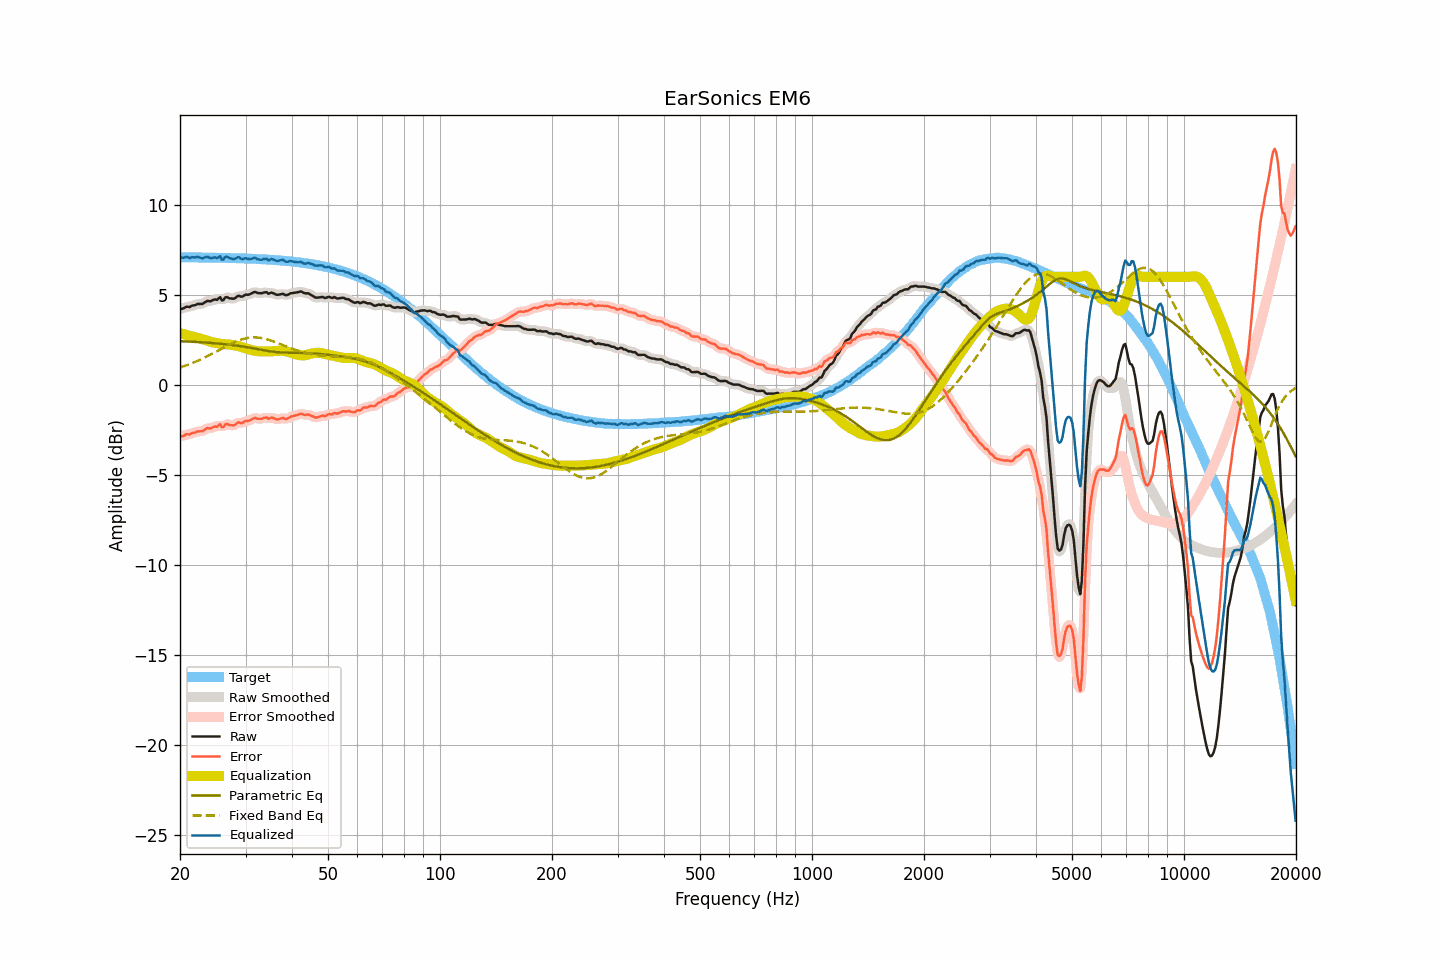 EarSonics EM6
Amplitude (dBr)
10
5
0
−5
−10
−15
−20
−25
Target
Raw Smoothed
Error Smoothed
Raw
Error
Equalization
Parametric Eq
Fixed Band Eq
Equalized
20 50 100 200 500 1000 2000 5000 10000 20000
Frequency (Hz)